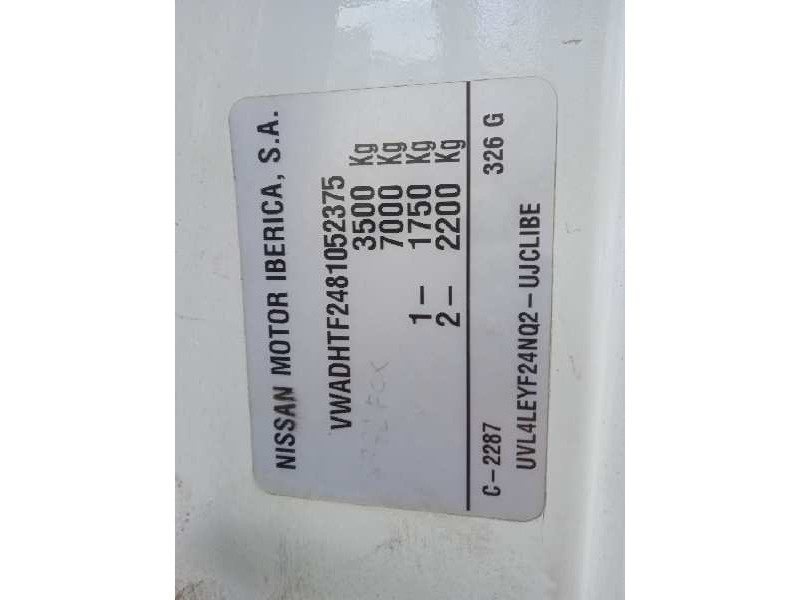 NISSAN MOTOR IBERICA, S.A.
VWADHTF2481052375
3500 Kg
7000 Kg
1- 1750 Kg
2- 2200 Kg
C-2287 326 G
UVL4LEYF24NQ2-UJCLIBE